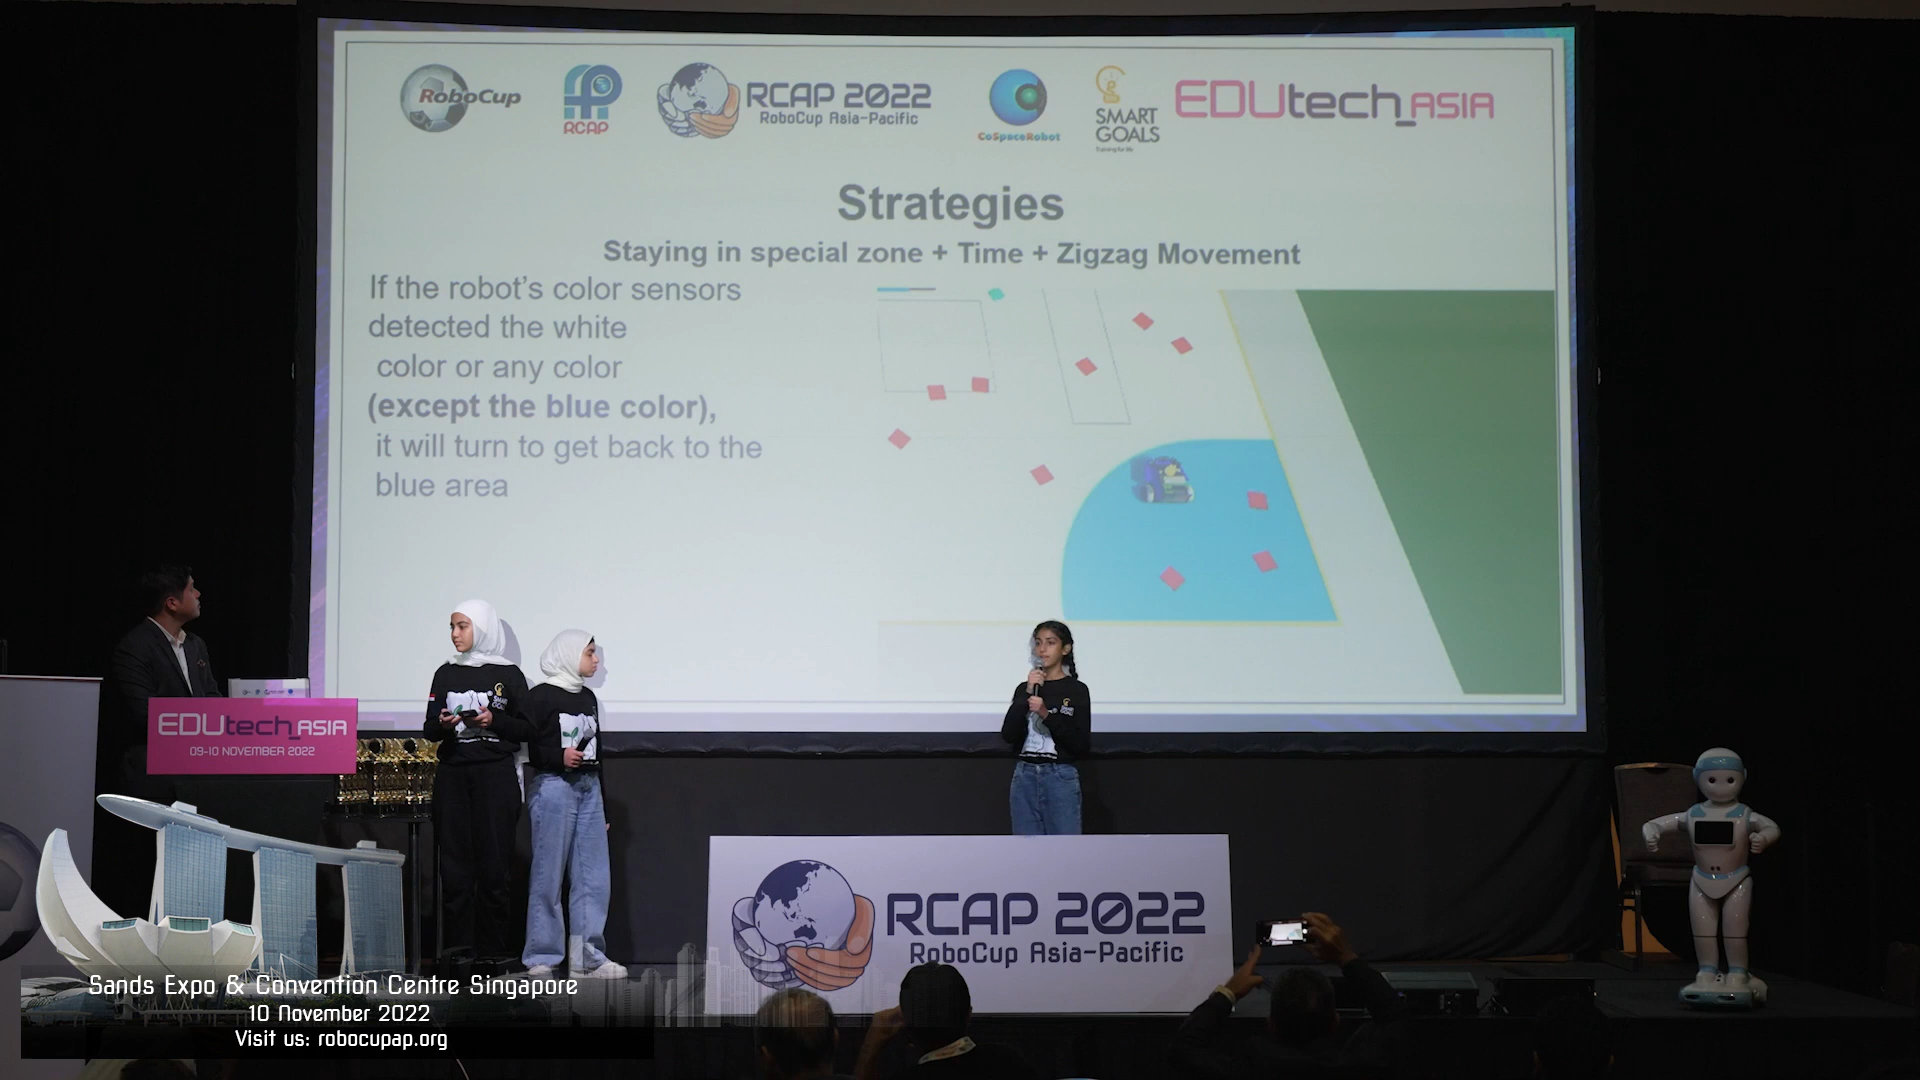 RoboCup
RCAP
RCAP 2022
RoboCup Asia-Pacific
CoSpaceRobot
SMART
GOALS
Training for life
EDUtech_ASIA
Strategies
Staying in special zone + Time + Zigzag Movement
If the robot's color sensors
detected the white
color or any color
(except the blue color),
it will turn to get back to the
blue area
EDUtech_ASIA
09-10 NOVEMBER 2022
RCAP 2022
RoboCup Asia-Pacific
Sands Expo & Convention Centre Singapore
10 November 2022
Visit us: robocupap.org